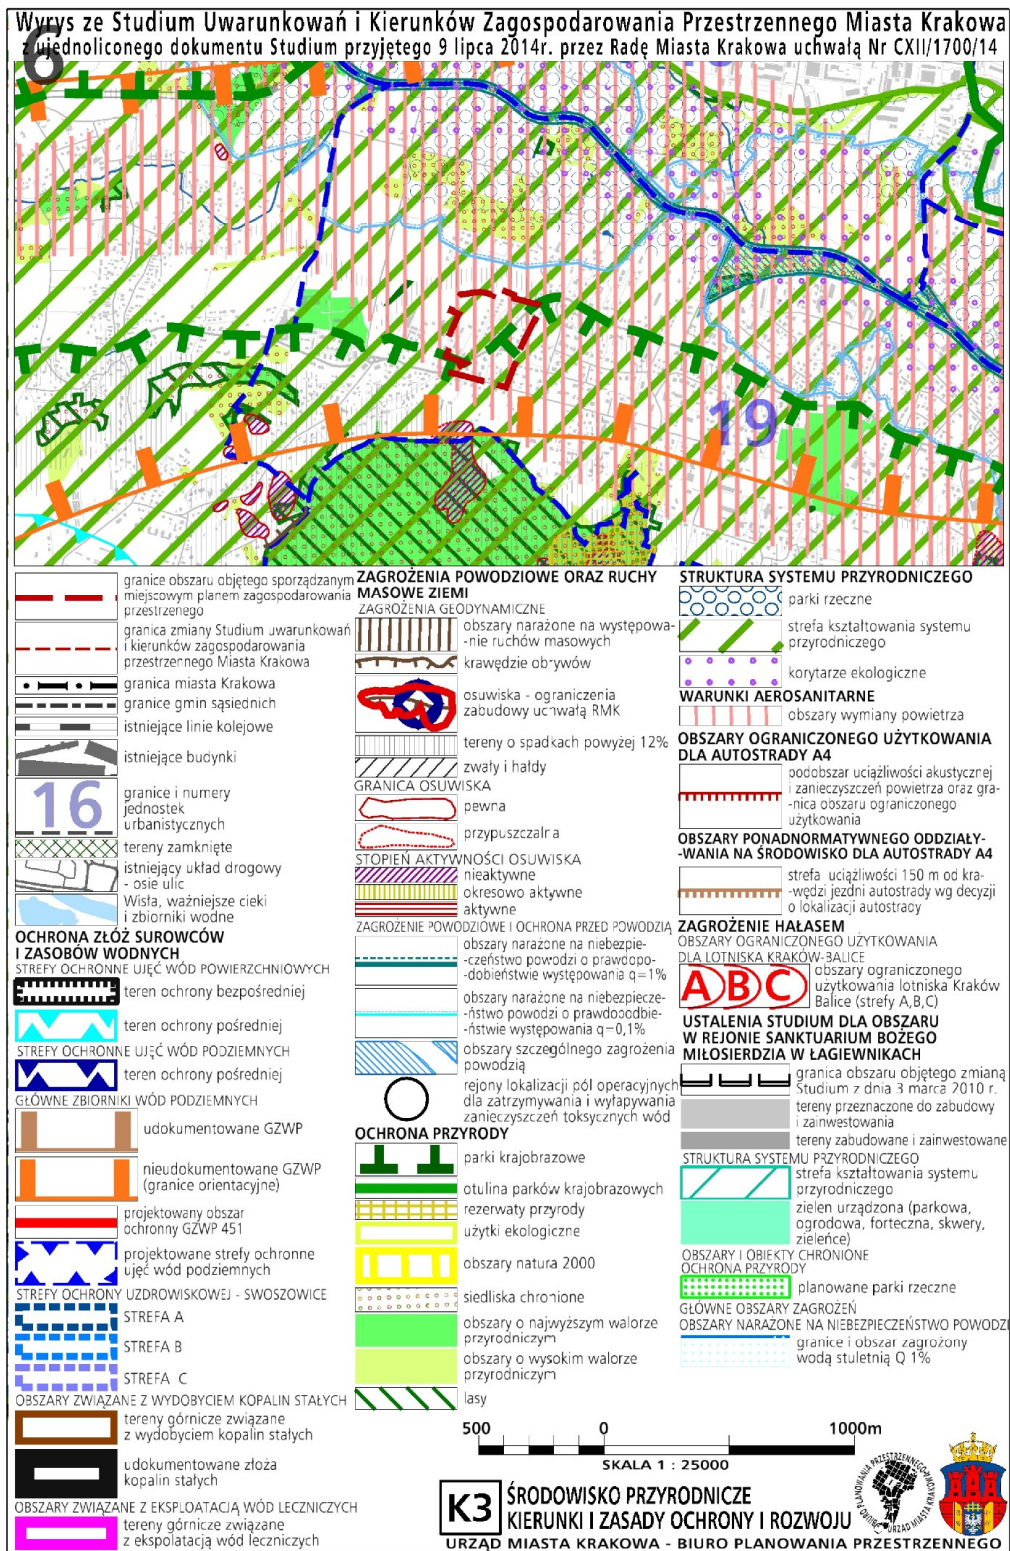 Wyrys ze Studium Uwarunkowań i Kierunków Zagospodarowania Przestrzennego Miasta Krakowa
z ujednoliconego dokumentu Studium przyjętego 9 lipca 2014r. przez Radę Miasta Krakowa uchwałą Nr CXII/1700/14
6
19
granice obszaru objętego sporządzanym
miejscowym planem zagospodarowania
przestrzenego
granica zmiany Studium uwarunkowań
i kierunków zagospodarowania
przestrzennego Miasta Krakowa
granica miasta Krakowa
granice gmin sąsiednich
istniejące linie kolejowe
istniejące budynki
16
granice i numery
jednostek
urbanistycznych
tereny zamknięte
istniejący układ drogowy
- osie ulic
Wisła, ważniejsze cieki
i zbiorniki wodne
OCHRONA ZŁÓŻ SUROWCÓW
I ZASOBÓW WODNYCH
STREFY OCHRONNE UJĘĆ WÓD POWIERZCHNIOWYCH
teren ochrony bezpośredniej
teren ochrony pośredniej
STREFY OCHRONNE UJĘĆ WÓD PODZIEMNYCH
teren ochrony pośredniej
GŁÓWNE ZBIORNIKI WÓD PODZIEMNYCH
udokumentowane GZWP
nieudokumentowane GZWP
(granice orientacyjne)
projektowany obszar
ochronny GZWP 451
projektowane strefy ochronne
ujęć wód podziemnych
STREFY OCHRONY UZDROWISKOWEJ - SWOSZOWICE
STREFA A
STREFA B
STREFA C
OBSZARY ZWIĄZANE Z WYDOBYCIEM KOPALIN STAŁYCH
tereny górnicze związane
z wydobyciem kopalin stałych
udokumentowane złoża
kopalin stałych
OBSZARY ZWIĄZANE Z EKSPLOATACJĄ WÓD LECZNICZYCH
tereny górnicze związane
z ekspolatacją wód leczniczych
ZAGROŻENIA POWODZIOWE ORAZ RUCHY
MASOWE ZIEMI
ZAGROŻENIA GEODYNAMICZNE
obszary narażone na występowa-
-nie ruchów masowych
krawędzie obrywów
osuwiska - ograniczenia
zabudowy uchwałą RMK
tereny o spadkach powyżej 12%
zwały i hałdy
GRANICA OSUWISKA
pewna
przypuszczalna
STOPIEŃ AKTYWNOŚCI OSUWISKA
nieaktywne
okresowo aktywne
aktywne
ZAGROŻENIE POWODZIOWE I OCHRONA PRZED POWODZIĄ
obszary narażone na niebezpie-
-czeństwo powodzi o prawdopo-
-dobieństwie występowania q=1%
obszary narażone na niebezpiecze-
-ństwo powodzi o prawdopodobie-
-ństwie występowania q=0,1%
obszary szczególnego zagrożenia
powodzią
rejony lokalizacji pól operacyjnych
dla zatrzymywania i wyłapywania
zanieczyszczeń toksycznych wód
OCHRONA PRZYRODY
parki krajobrazowe
otulina parków krajobrazowych
rezerwaty przyrody
użytki ekologiczne
obszary natura 2000
siedliska chronione
obszary o najwyższym walorze
przyrodniczym
obszary o wysokim walorze
przyrodniczym
lasy
STRUKTURA SYSTEMU PRZYRODNICZEGO
parki rzeczne
strefa kształtowania systemu
przyrodniczego
korytarze ekologiczne
WARUNKI AEROSANITARNE
obszary wymiany powietrza
OBSZARY OGRANICZONEGO UŻYTKOWANIA
DLA AUTOSTRADY A4
podobszar uciążliwości akustycznej
i zanieczyszczeń powietrza oraz gra-
-nica obszaru ograniczonego
użytkowania
OBSZARY PONADNORMATYWNEGO ODDZIAŁY-
-WANIA NA ŚRODOWISKO DLA AUTOSTRADY A4
strefa uciążliwości 150 m od kra-
-wędzi jezdni autostrady wg decyzji
o lokalizacji autostrady
ZAGROŻENIE HAŁASEM
OBSZARY OGRANICZONEGO UŻYTKOWANIA
DLA LOTNISKA KRAKÓW-BALICE
A B C
obszary ograniczonego
użytkowania lotniska Kraków
Balice (strefy A,B,C)
USTALENIA STUDIUM DLA OBSZARU
W REJONIE SANKTUARIUM BOŻEGO
MIŁOSIERDZIA W ŁAGIEWNIKACH
granica obszaru objętego zmianą
Studium z dnia 3 marca 2010 r.
tereny przeznaczone do zabudowy
i zainwestowania
tereny zabudowane i zainwestowane
STRUKTURA SYSTEMU PRZYRODNICZEGO
strefa kształtowania systemu
przyrodniczego
zieleń urządzona (parkowa,
ogrodowa, forteczna, skwery,
zieleńce)
OBSZARY I OBIEKTY CHRONIONE
OCHRONA PRZYRODY
planowane parki rzeczne
GŁÓWNE OBSZARY ZAGROŻEŃ
OBSZARY NARAŻONE NA NIEBEZPIECZEŃSTWO POWODZI
granice i obszar zagrożony
wodą stuletnią Q 1%
500 0 1000m
SKALA 1 : 25000
K3
ŚRODOWISKO PRZYRODNICZE
KIERUNKI I ZASADY OCHRONY I ROZWOJU
URZĄD MIASTA KRAKOWA - BIURO PLANOWANIA PRZESTRZENNEGO
BIURO PLANOWANIA PRZESTRZENNEGO URZĄD MIASTA KRAKOWA